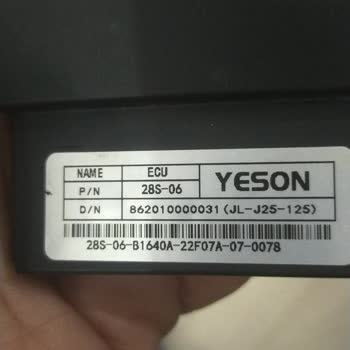 NAME ECU YESON
P/N 28S-06
D/N 862010000031(JL-J25-125)
28S-06-B1640A-22F07A-07-0078